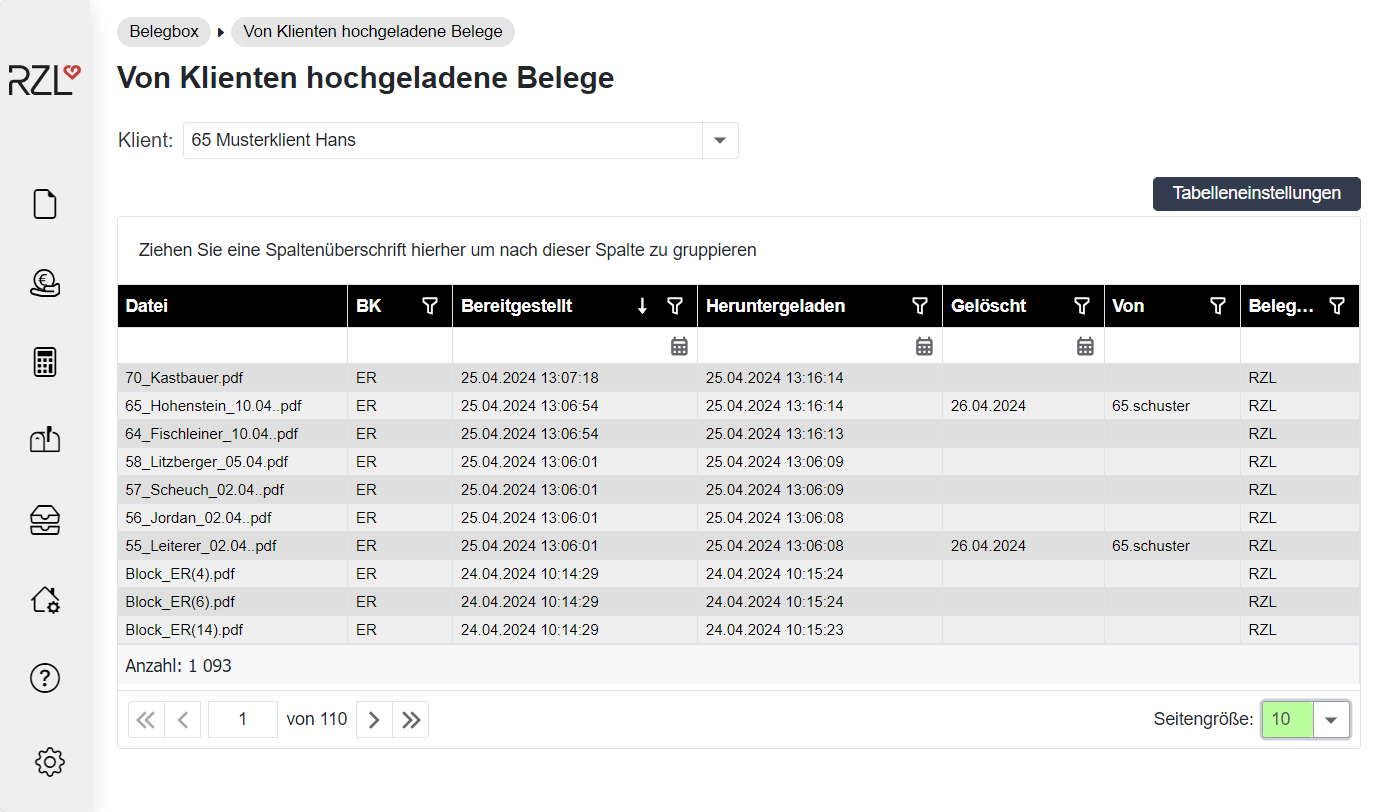 Belegbox Von Klienten hochgeladene Belege
RZL
Von Klienten hochgeladene Belege
Klient: 65 Musterklient Hans
Tabelleneinstellungen
Ziehen Sie eine Spaltenüberschrift hierher um nach dieser Spalte zu gruppieren
Datei BK Bereitgestellt Heruntergeladen Gelöscht Von Beleg...
70_Kastbauer.pdf ER 25.04.2024 13:07:18 25.04.2024 13:16:14 RZL
65_Hohenstein_10.04..pdf ER 25.04.2024 13:06:54 25.04.2024 13:16:14 26.04.2024 65.schuster RZL
64_Fischleiner_10.04..pdf ER 25.04.2024 13:06:54 25.04.2024 13:16:13 RZL
58_Litzberger_05.04.pdf ER 25.04.2024 13:06:01 25.04.2024 13:06:09 RZL
57_Scheuch_02.04..pdf ER 25.04.2024 13:06:01 25.04.2024 13:06:09 RZL
56_Jordan_02.04..pdf ER 25.04.2024 13:06:01 25.04.2024 13:06:08 RZL
55_Leiterer_02.04..pdf ER 25.04.2024 13:06:01 25.04.2024 13:06:08 26.04.2024 65.schuster RZL
Block_ER(4).pdf ER 24.04.2024 10:14:29 24.04.2024 10:15:24 RZL
Block_ER(6).pdf ER 24.04.2024 10:14:29 24.04.2024 10:15:24 RZL
Block_ER(14).pdf ER 24.04.2024 10:14:29 24.04.2024 10:15:23 RZL
Anzahl: 1 093
1 von 110 Seitengröße: 10